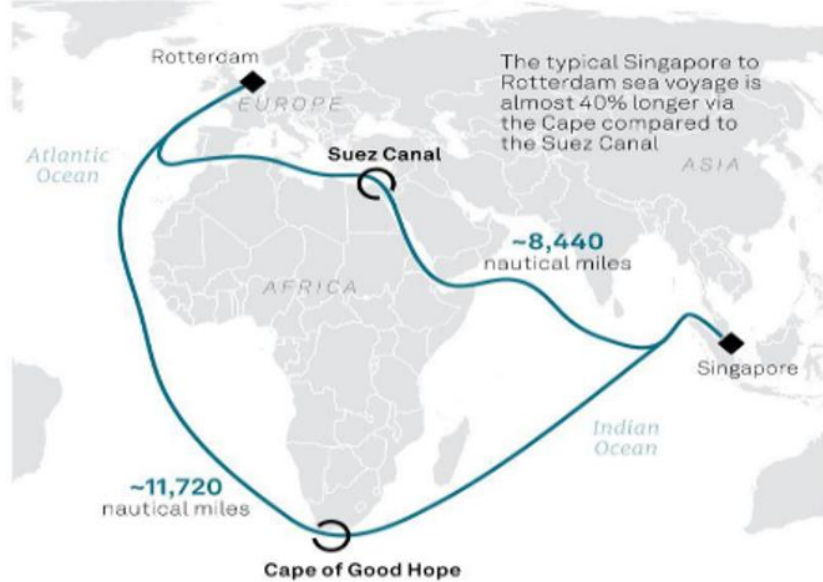 Rotterdam
The typical Singapore to
Rotterdam sea voyage is
almost 40% longer via
the Cape compared to
the Suez Canal
EUROPE
Atlantic
Ocean
Suez Canal
ASIA
~8,440
nautical miles
AFRICA
Singapore
Indian
Ocean
~11,720
nautical miles
Cape of Good Hope